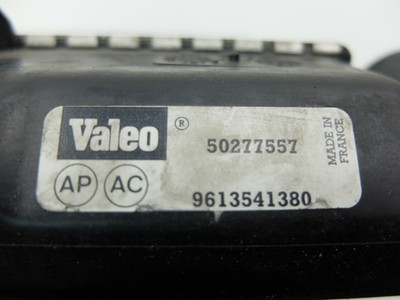 Valeo ® 50277557
MADE IN
FRANCE
AP AC
9613541380